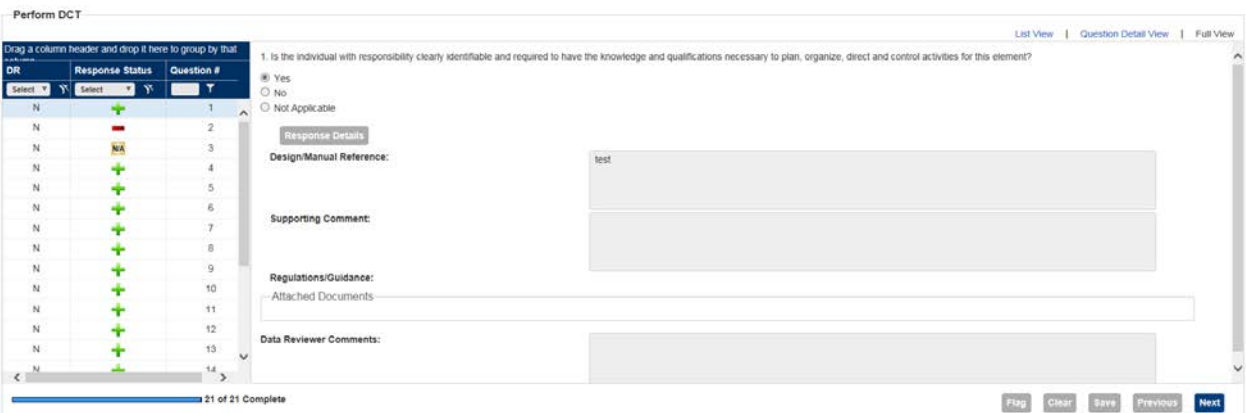 Perform DCT
List View | Question Detail View | Full View
Drag a column header and drop it here to group by that
column
DR Response Status Question #
Select Select
N 1
N 2
N N/A 3
N 4
N 5
N 6
N 7
N 8
N 9
N 10
N 11
N 12
N 13
N 14
1. Is the individual with responsibility clearly identifiable and required to have the knowledge and qualifications necessary to plan, organize, direct and control activities for this element?
Yes
No
Not Applicable
Response Details
Design/Manual Reference:
test
Supporting Comment:
Regulations/Guidance:
Attached Documents
Data Reviewer Comments:
21 of 21 Complete
Flag Clear Save Previous Next